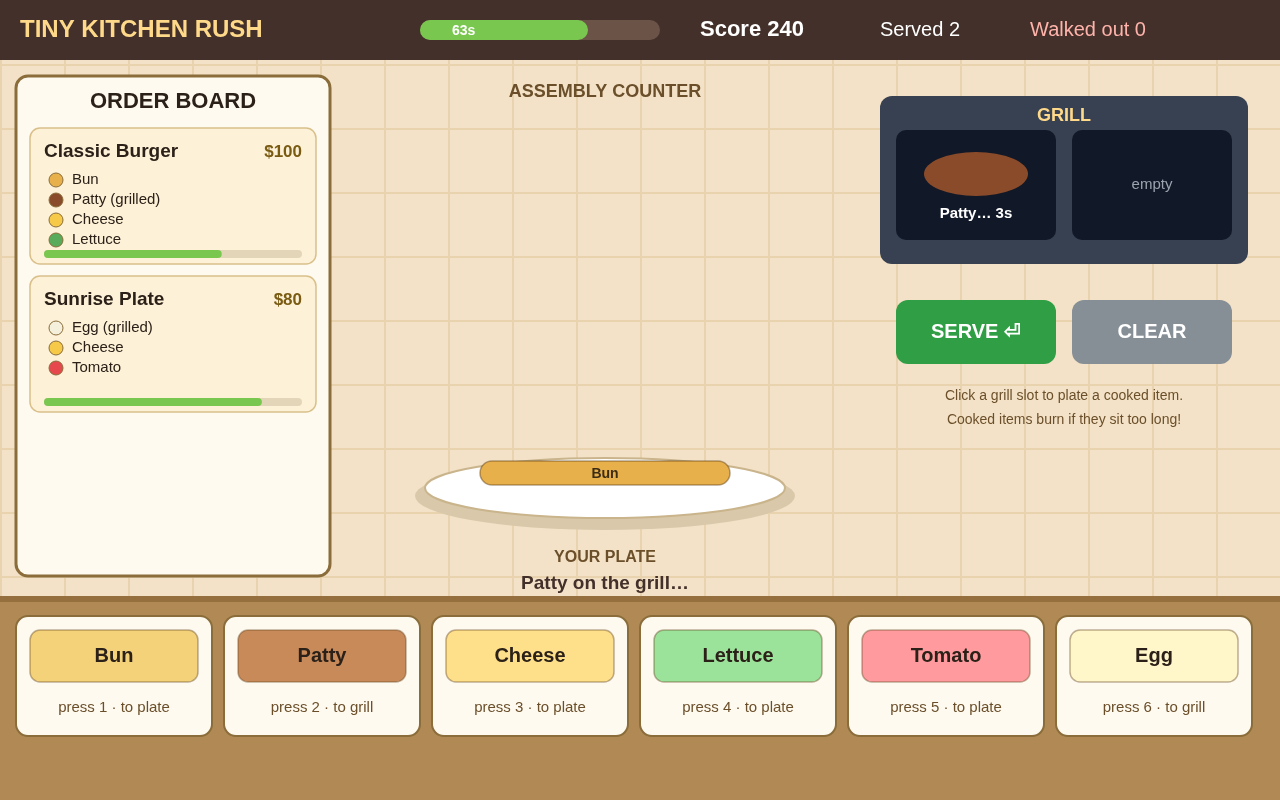 TINY KITCHEN RUSH
63s
Score 240
Served 2
Walked out 0
ORDER BOARD
Classic Burger $100
Bun
Patty (grilled)
Cheese
Lettuce
Sunrise Plate $80
Egg (grilled)
Cheese
Tomato
ASSEMBLY COUNTER
Bun
YOUR PLATE
Patty on the grill…
GRILL
Patty… 3s
empty
SERVE ⏎
CLEAR
Click a grill slot to plate a cooked item.
Cooked items burn if they sit too long!
Bun
press 1 · to plate
Patty
press 2 · to grill
Cheese
press 3 · to plate
Lettuce
press 4 · to plate
Tomato
press 5 · to plate
Egg
press 6 · to grill